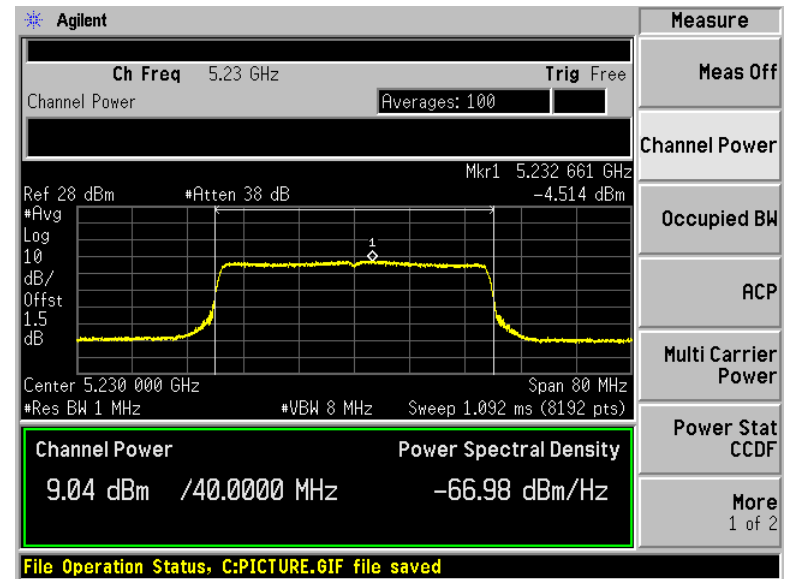 Agilent
Measure
Ch Freq 5.23 GHz Trig Free
Channel Power Averages: 100
Mkr1 5.232 661 GHz
Ref 28 dBm #Atten 38 dB -4.514 dBm
#Avg
Log
10
dB/
Offst
1.5
dB
1
Center 5.230 000 GHz Span 80 MHz
#Res BW 1 MHz #VBW 8 MHz Sweep 1.092 ms (8192 pts)
Channel Power Power Spectral Density
9.04 dBm /40.0000 MHz -66.98 dBm/Hz
File Operation Status, C:PICTURE.GIF file saved
Meas Off
Channel Power
Occupied BW
ACP
Multi Carrier
Power
Power Stat
CCDF
More
1 of 2